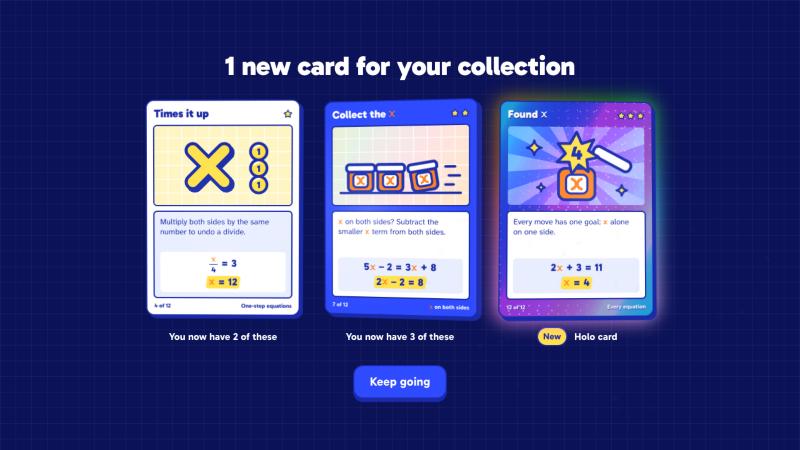 1 new card for your collection
Times it up
X
1
1
1
Multiply both sides by the same
number to undo a divide.
x/4 = 3
x = 12
4 of 12
One-step equations
You now have 2 of these
Collect the x
x x x
x on both sides? Subtract the
smaller x term from both sides.
5x − 2 = 3x + 8
2x − 2 = 8
7 of 12
x on both sides
You now have 3 of these
Found x
4
x
Every move has one goal: x alone
on one side.
2x + 3 = 11
x = 4
12 of 12
Every equation
New Holo card
Keep going